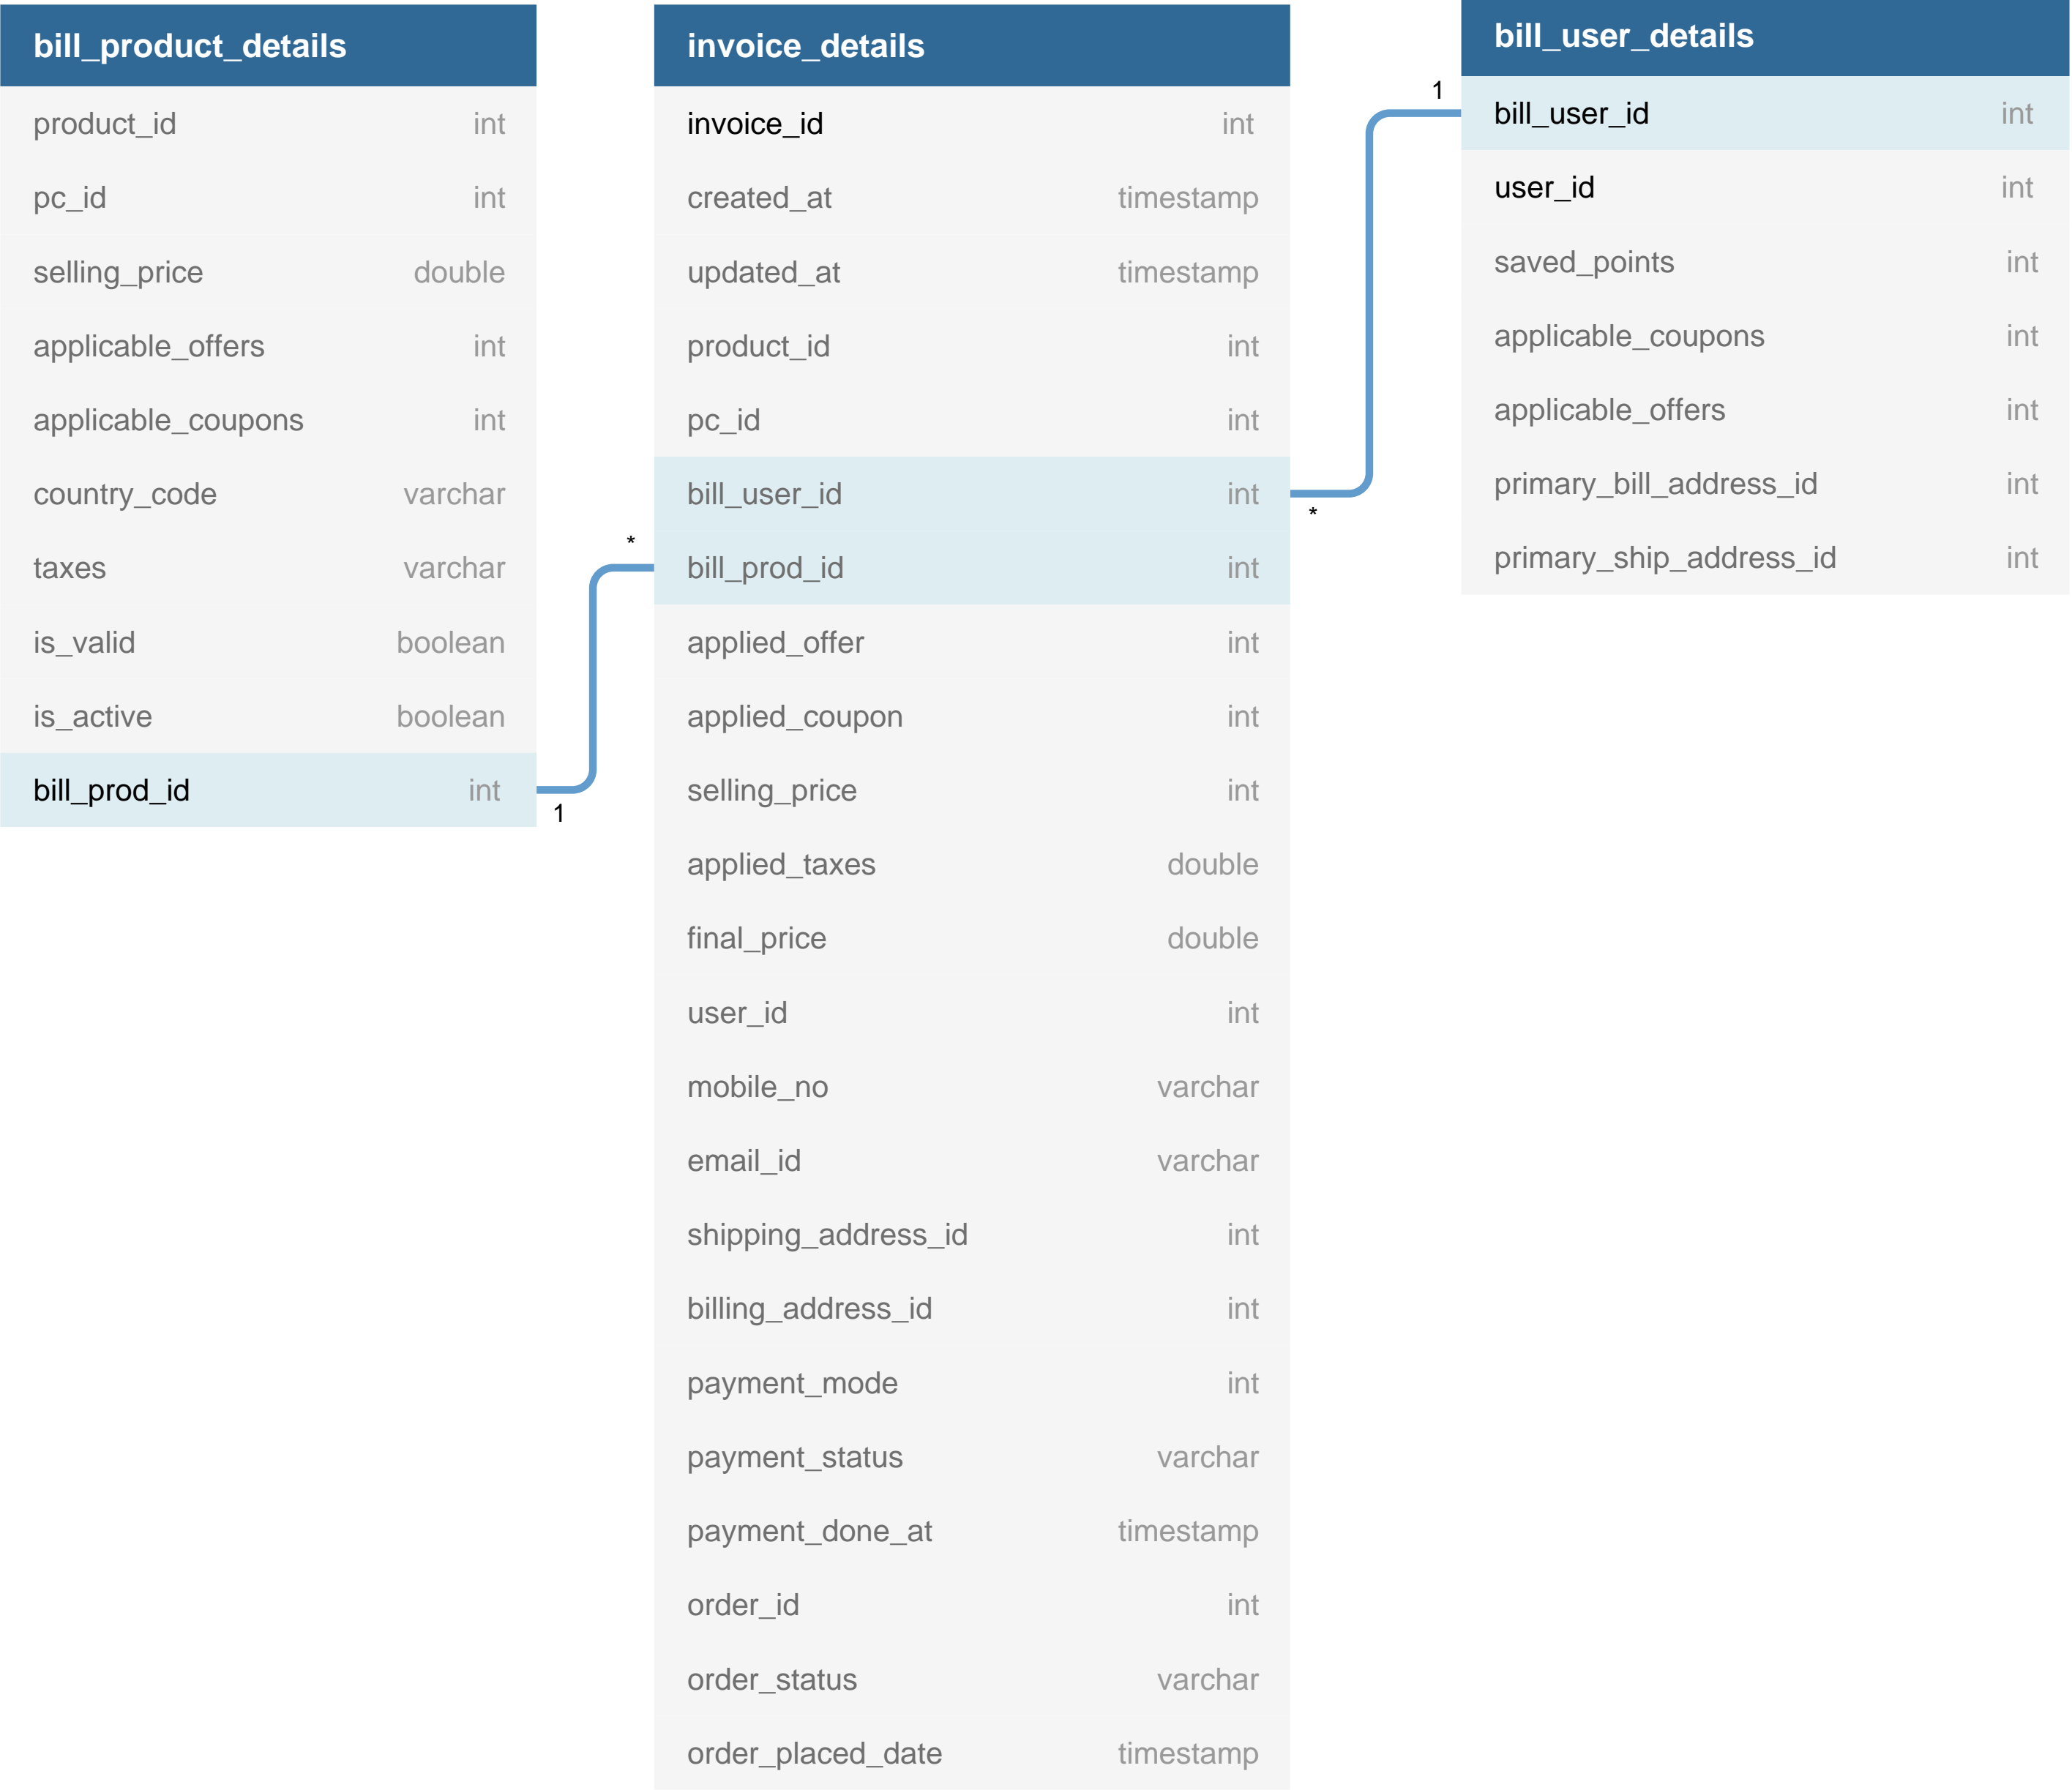 bill_product_details
product_id int
pc_id int
selling_price double
applicable_offers int
applicable_coupons int
country_code varchar
taxes varchar
is_valid boolean
is_active boolean
bill_prod_id int
1
*
invoice_details
invoice_id int
created_at timestamp
updated_at timestamp
product_id int
pc_id int
bill_user_id int
bill_prod_id int
applied_offer int
applied_coupon int
selling_price int
applied_taxes double
final_price double
user_id int
mobile_no varchar
email_id varchar
shipping_address_id int
billing_address_id int
payment_mode int
payment_status varchar
payment_done_at timestamp
order_id int
order_status varchar
order_placed_date timestamp
*
1
bill_user_details
bill_user_id int
user_id int
saved_points int
applicable_coupons int
applicable_offers int
primary_bill_address_id int
primary_ship_address_id int